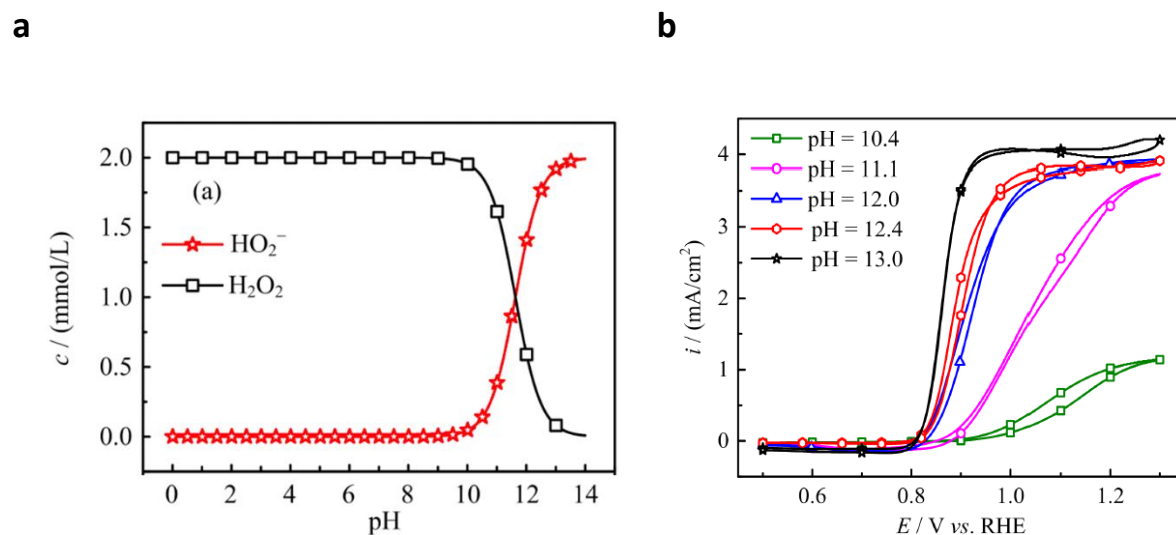 a
b
2.0
1.5
1.0
0.5
0.0
(a)
HO₂⁻
H₂O₂
c / (mmol/L)
0 2 4 6 8 10 12 14
pH
4
3
2
1
0
pH = 10.4
pH = 11.1
pH = 12.0
pH = 12.4
pH = 13.0
i / (mA/cm²)
0.6 0.8 1.0 1.2
E / V vs. RHE